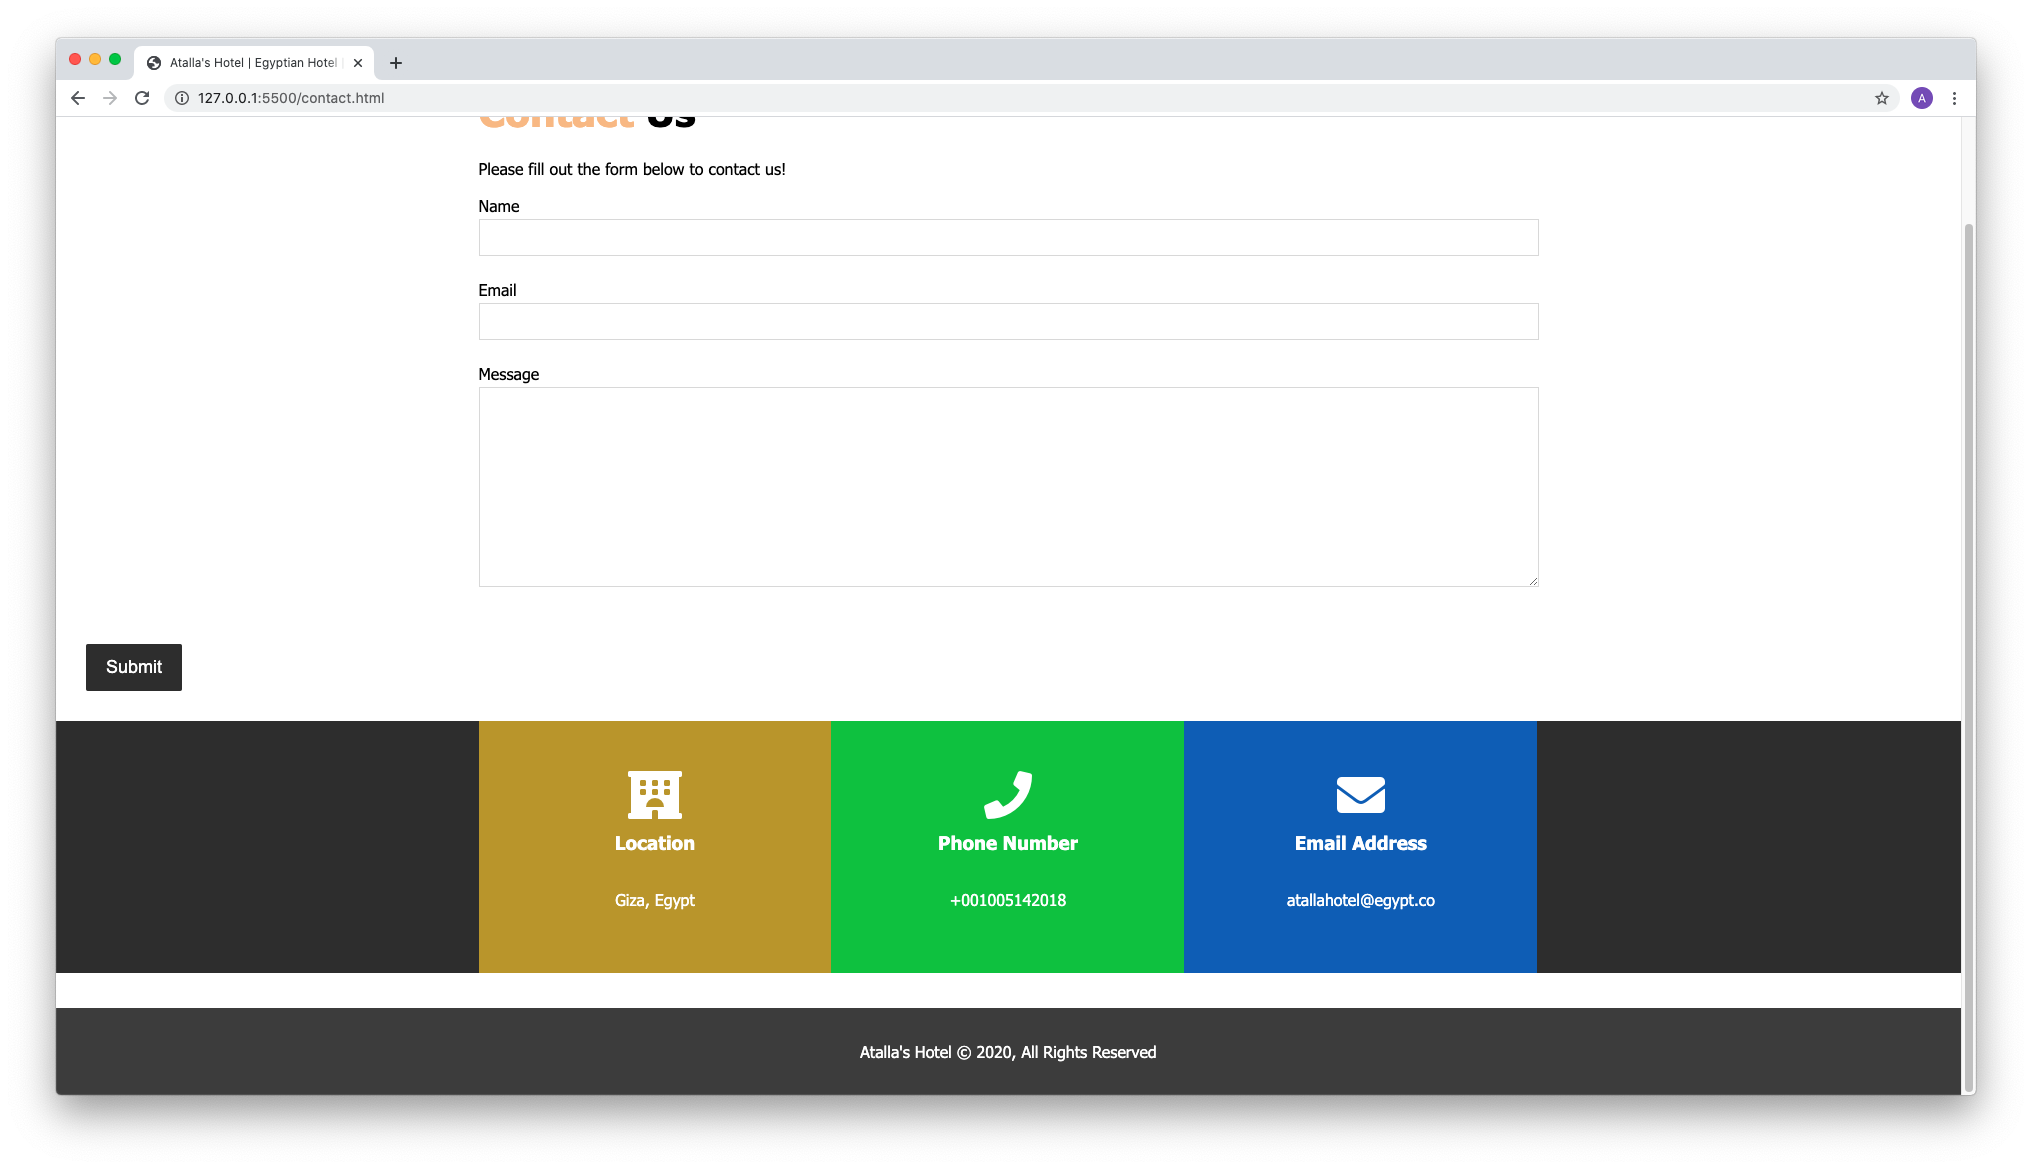 Atalla's Hotel | Egyptian Hotel |
127.0.0.1:5500/contact.html
A
Contact Us
Please fill out the form below to contact us!
Name
Email
Message
Submit
Location
Giza, Egypt
Phone Number
+001005142018
Email Address
atallahotel@egypt.co
Atalla's Hotel © 2020, All Rights Reserved